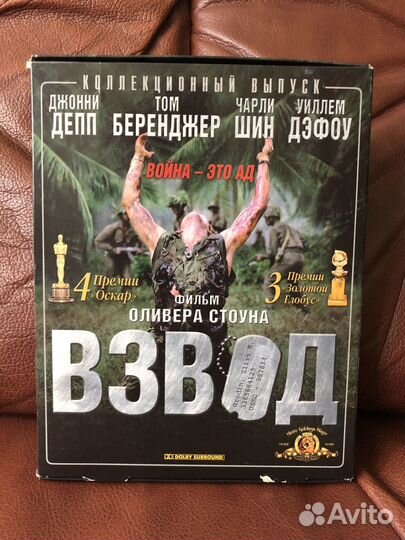 КОЛЛЕКЦИОННЫЙ ВЫПУСК
ДЖОННИ ДЕПП
ТОМ БЕРЕНДЖЕР
ЧАРЛИ ШИН
УИЛЛЕМ ДЭФОУ
ВОЙНА – ЭТО АД
4 Премии «Оскар»
3 Премии «Золотой Глобус»
ФИЛЬМ
ОЛИВЕРА СТОУНА
ВЗВОД
DOLBY SURROUND
Avito